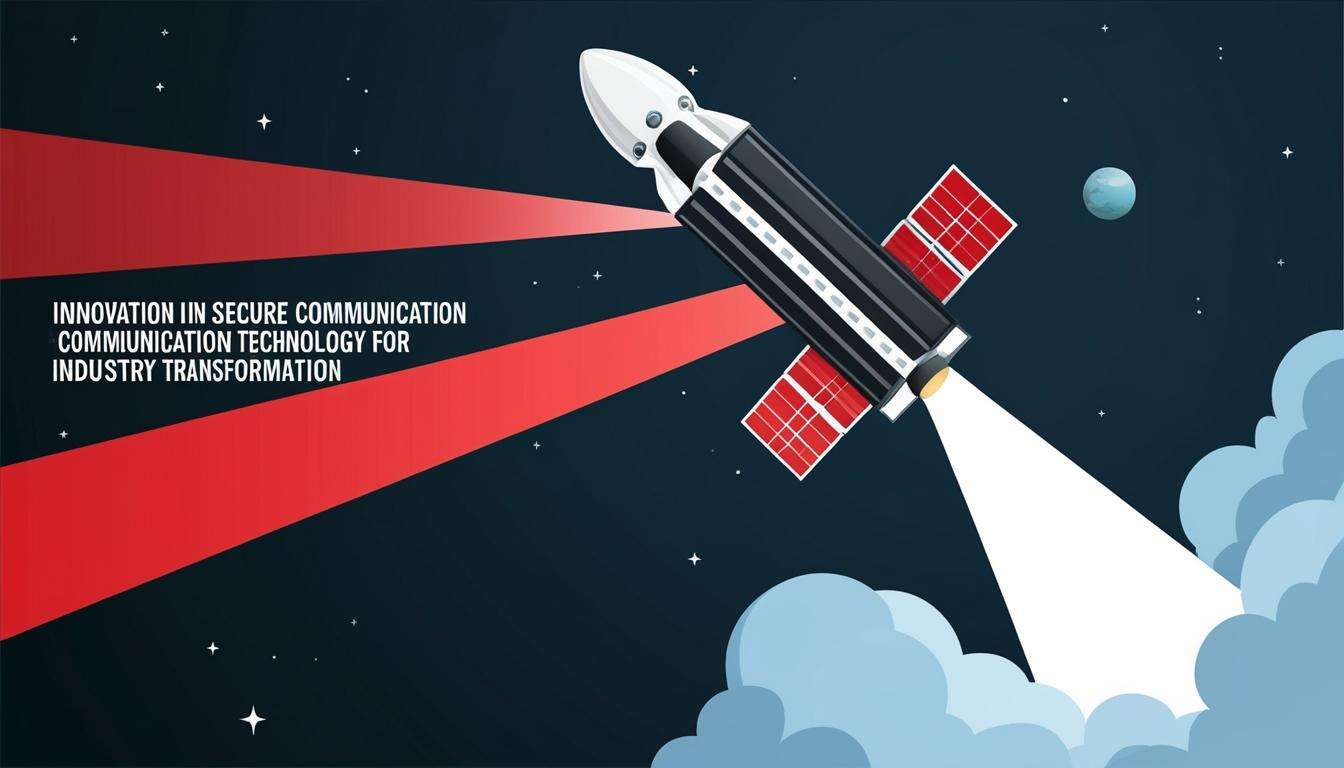 INNOVATION IIN SECURE COMMUNICATION
COMMUNICATION TECHNOLOGY FOR
INDUSTRY TRANSFORMATION